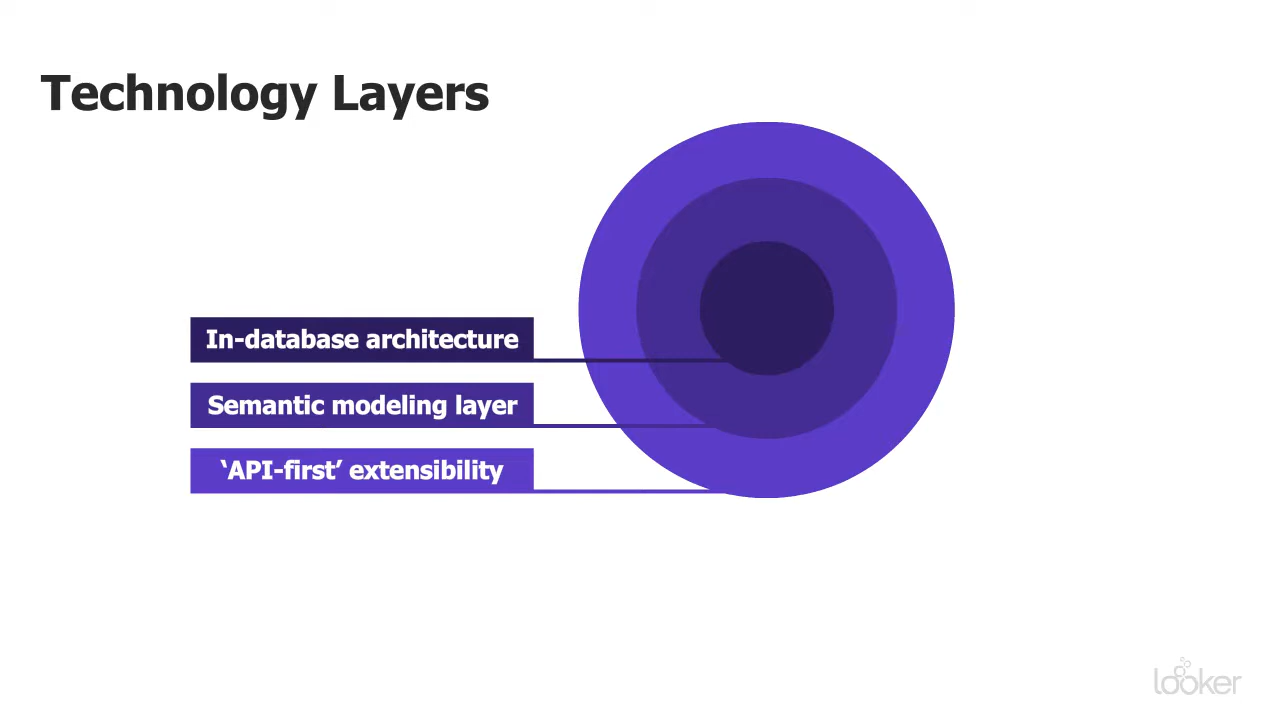 Technology Layers
In-database architecture
Semantic modeling layer
‘API-first’ extensibility
looker